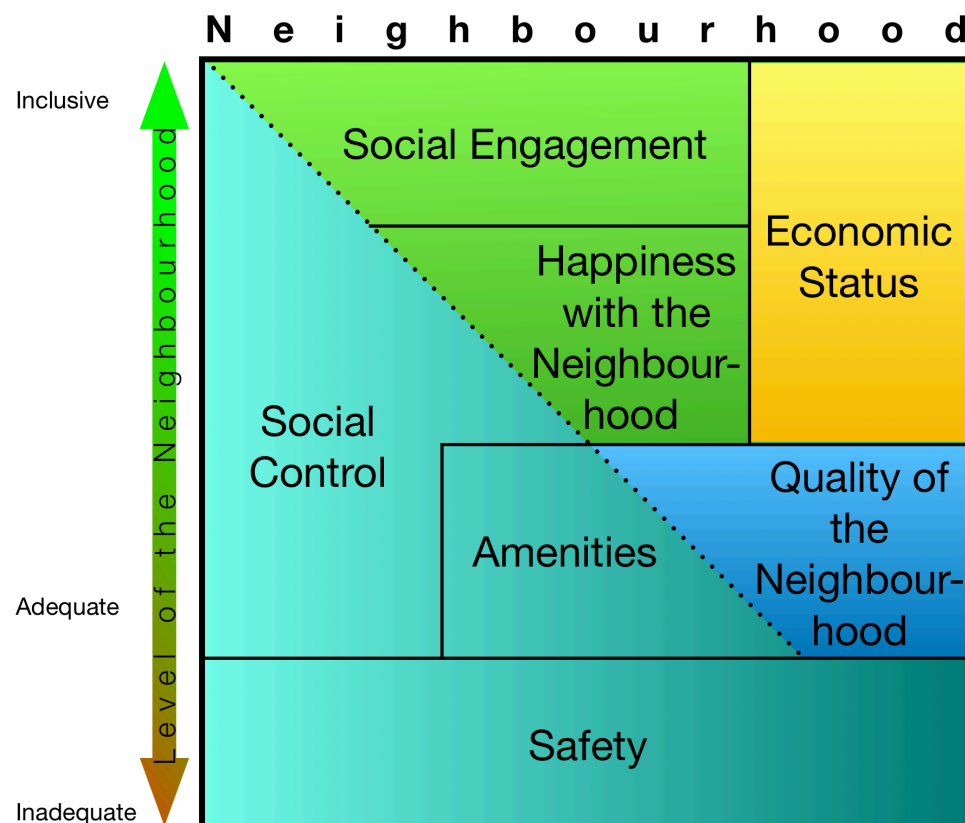 Neighbourhood
Inclusive
Level of the Neighbourhood
Social Engagement
Economic
Status
Happiness
with the
Neighbour-
hood
Social
Control
Quality of
the
Neighbour-
hood
Amenities
Adequate
Safety
Inadequate